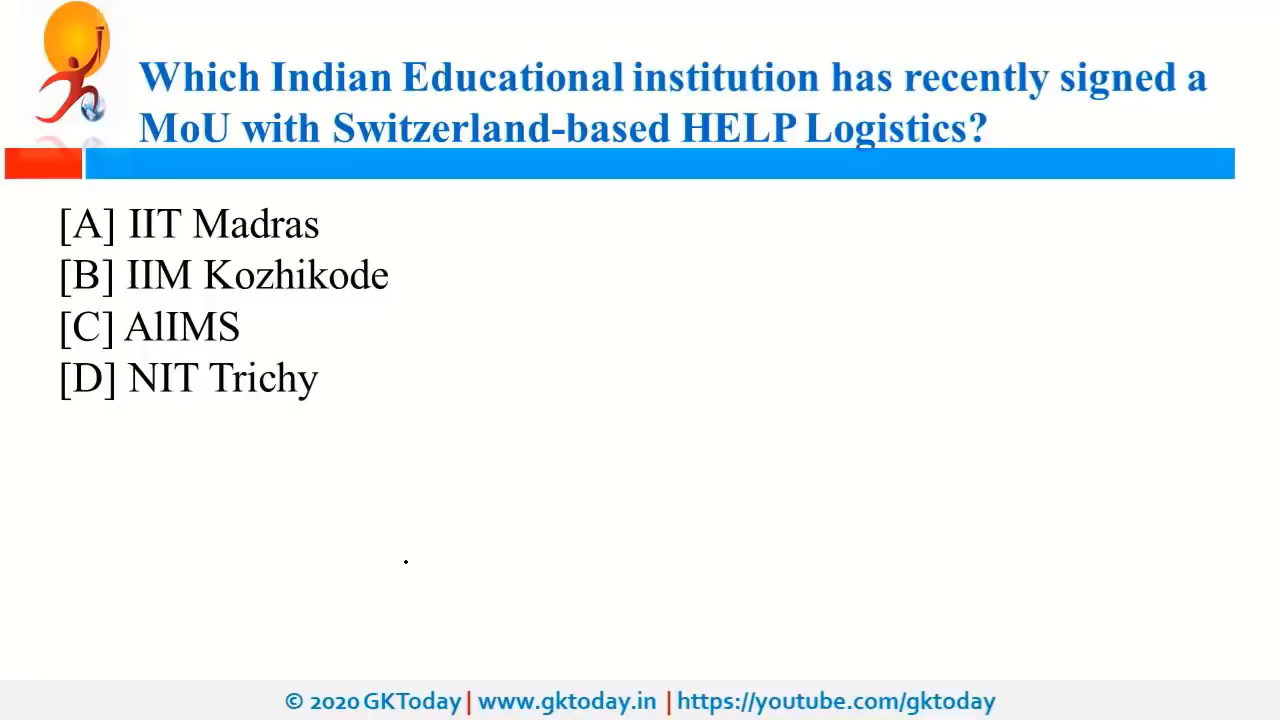 Which Indian Educational institution has recently signed a
MoU with Switzerland-based HELP Logistics?
[A] IIT Madras
[B] IIM Kozhikode
[C] AlIMS
[D] NIT Trichy
© 2020 GKToday | www.gktoday.in | https://youtube.com/gktoday